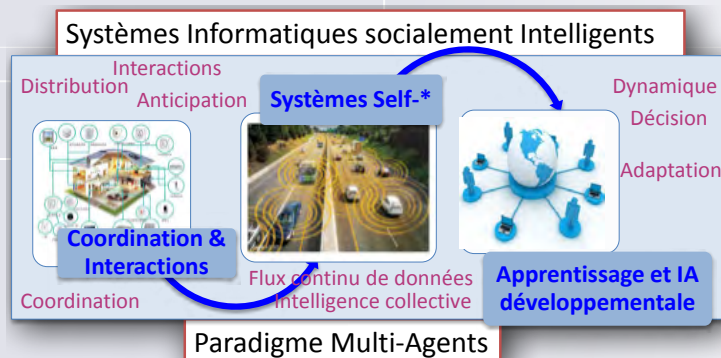 Systèmes Informatiques socialement Intelligents
Interactions
Distribution
Anticipation
Systèmes Self-*
Dynamique
Décision
Adaptation
Coordination &
Interactions
Flux continu de données
Intelligence collective
Apprentissage et IA
développementale
Coordination
Paradigme Multi-Agents